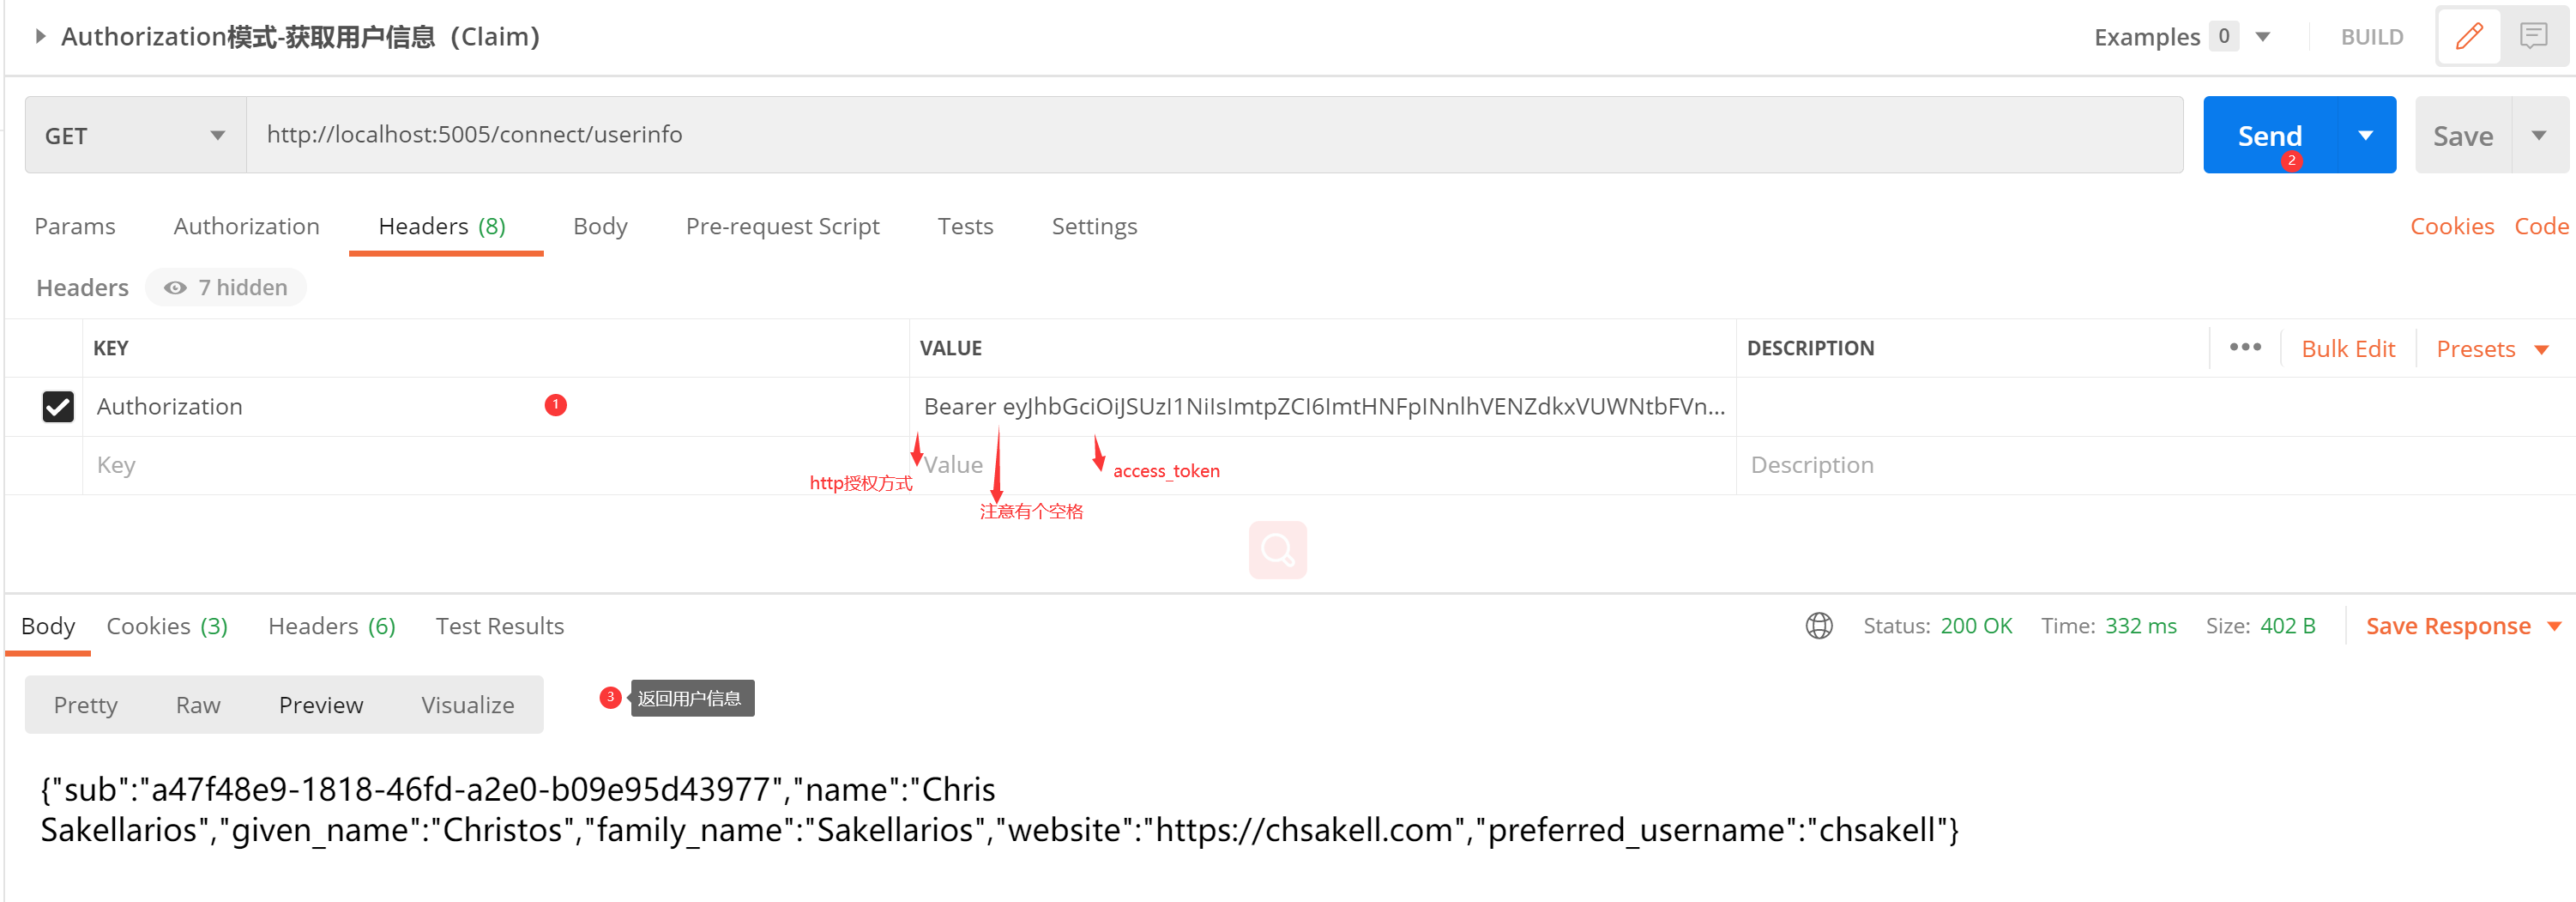 Authorization模式-获取用户信息（Claim）
Examples 0 BUILD
GET http://localhost:5005/connect/userinfo Send Save
2
Params Authorization Headers (8) Body Pre-request Script Tests Settings Cookies Code
Headers 7 hidden
KEY VALUE DESCRIPTION ••• Bulk Edit Presets
Authorization 1 Bearer eyJhbGciOiJSUzI1NiIsImtpZCI6ImtHNFpINnlhVENZdkxVUWNtbFVn...
Key Value Description
http授权方式 access_token
注意有个空格
Body Cookies (3) Headers (6) Test Results Status: 200 OK Time: 332 ms Size: 402 B Save Response
Pretty Raw Preview Visualize 3 返回用户信息
{"sub":"a47f48e9-1818-46fd-a2e0-b09e95d43977","name":"Chris
Sakellarios","given_name":"Christos","family_name":"Sakellarios","website":"https://chsakell.com","preferred_username":"chsakell"}